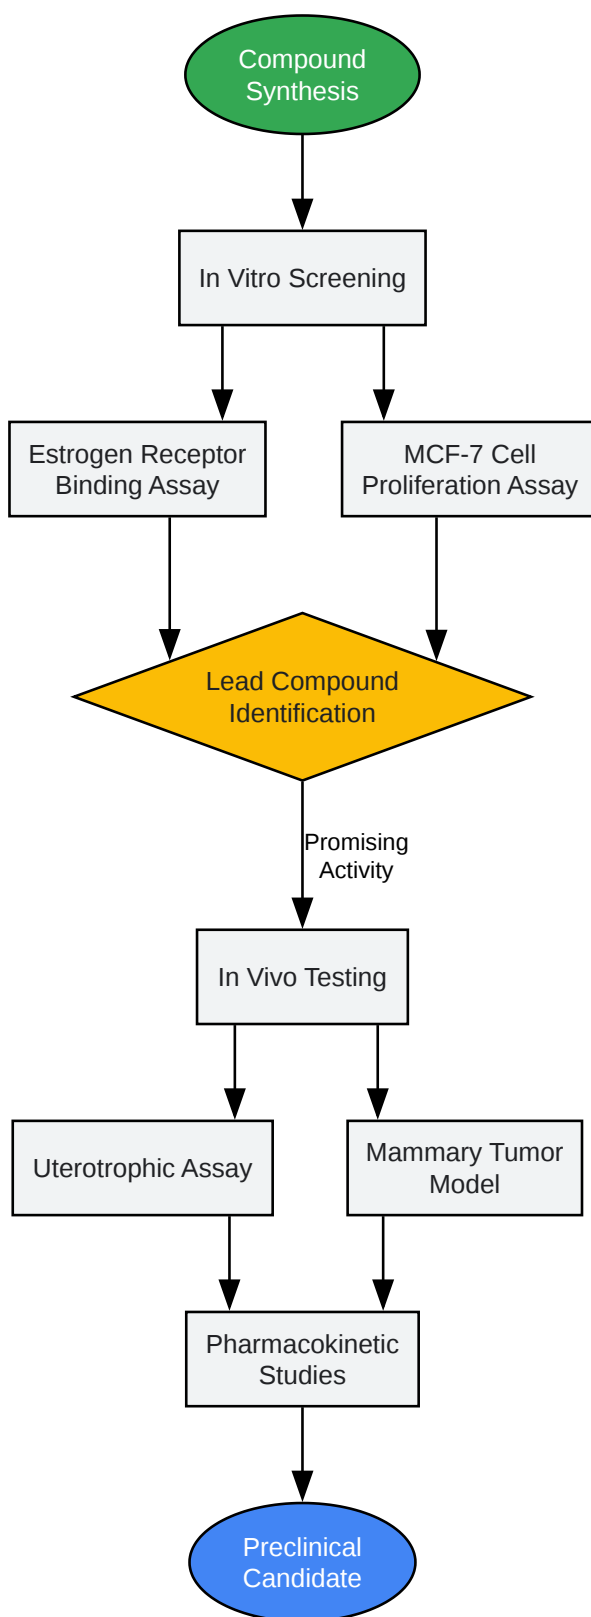 Compound
Synthesis
In Vitro Screening
Estrogen Receptor
Binding Assay
MCF-7 Cell
Proliferation Assay
Lead Compound
Identification
Promising
Activity
In Vivo Testing
Uterotrophic Assay
Mammary Tumor
Model
Pharmacokinetic
Studies
Preclinical
Candidate